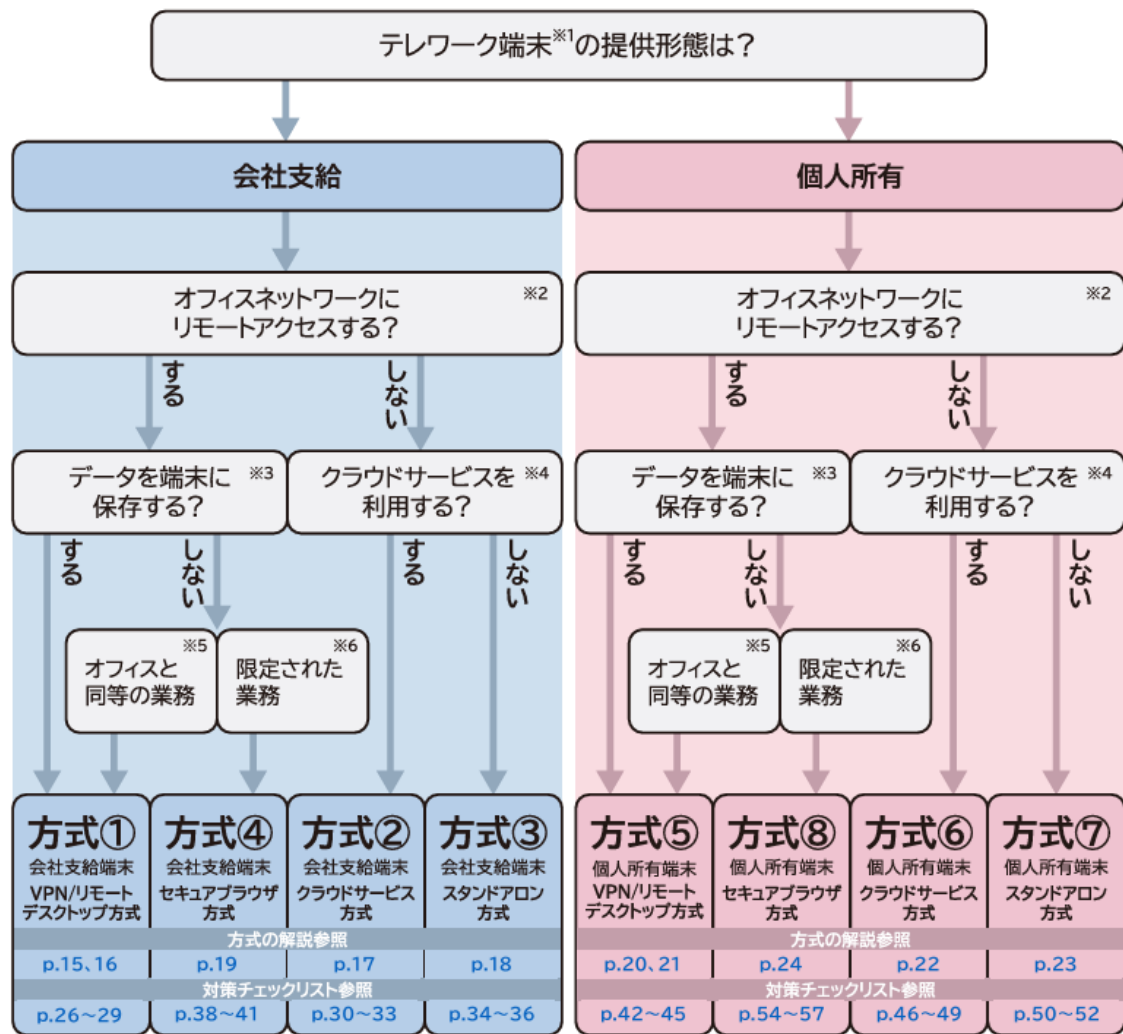 テレワーク端末※1の提供形態は？
会社支給
個人所有
オフィスネットワークに ※2
リモートアクセスする？
オフィスネットワークに ※2
リモートアクセスする？
する
しない
する
しない
データを端末に ※3
保存する？
クラウドサービスを ※4
利用する？
データを端末に ※3
保存する？
クラウドサービスを ※4
利用する？
する
しない
する
しない
する
しない
する
しない
※5
オフィスと
同等の業務
※6
限定された
業務
※5
オフィスと
同等の業務
※6
限定された
業務
方式①
会社支給端末
VPN/リモート
デスクトップ方式
方式④
会社支給端末
セキュアブラウザ
方式
方式②
会社支給端末
クラウドサービス
方式
方式③
会社支給端末
スタンドアロン
方式
方式の解説参照
p.15、16
p.19
p.17
p.18
対策チェックリスト参照
p.26～29
p.38～41
p.30～33
p.34～36
方式⑤
個人所有端末
VPN/リモート
デスクトップ方式
方式⑧
個人所有端末
セキュアブラウザ
方式
方式⑥
個人所有端末
クラウドサービス
方式
方式⑦
個人所有端末
スタンドアロン
方式
方式の解説参照
p.20、21
p.24
p.22
p.23
対策チェックリスト参照
p.42～45
p.54～57
p.46～49
p.50～52